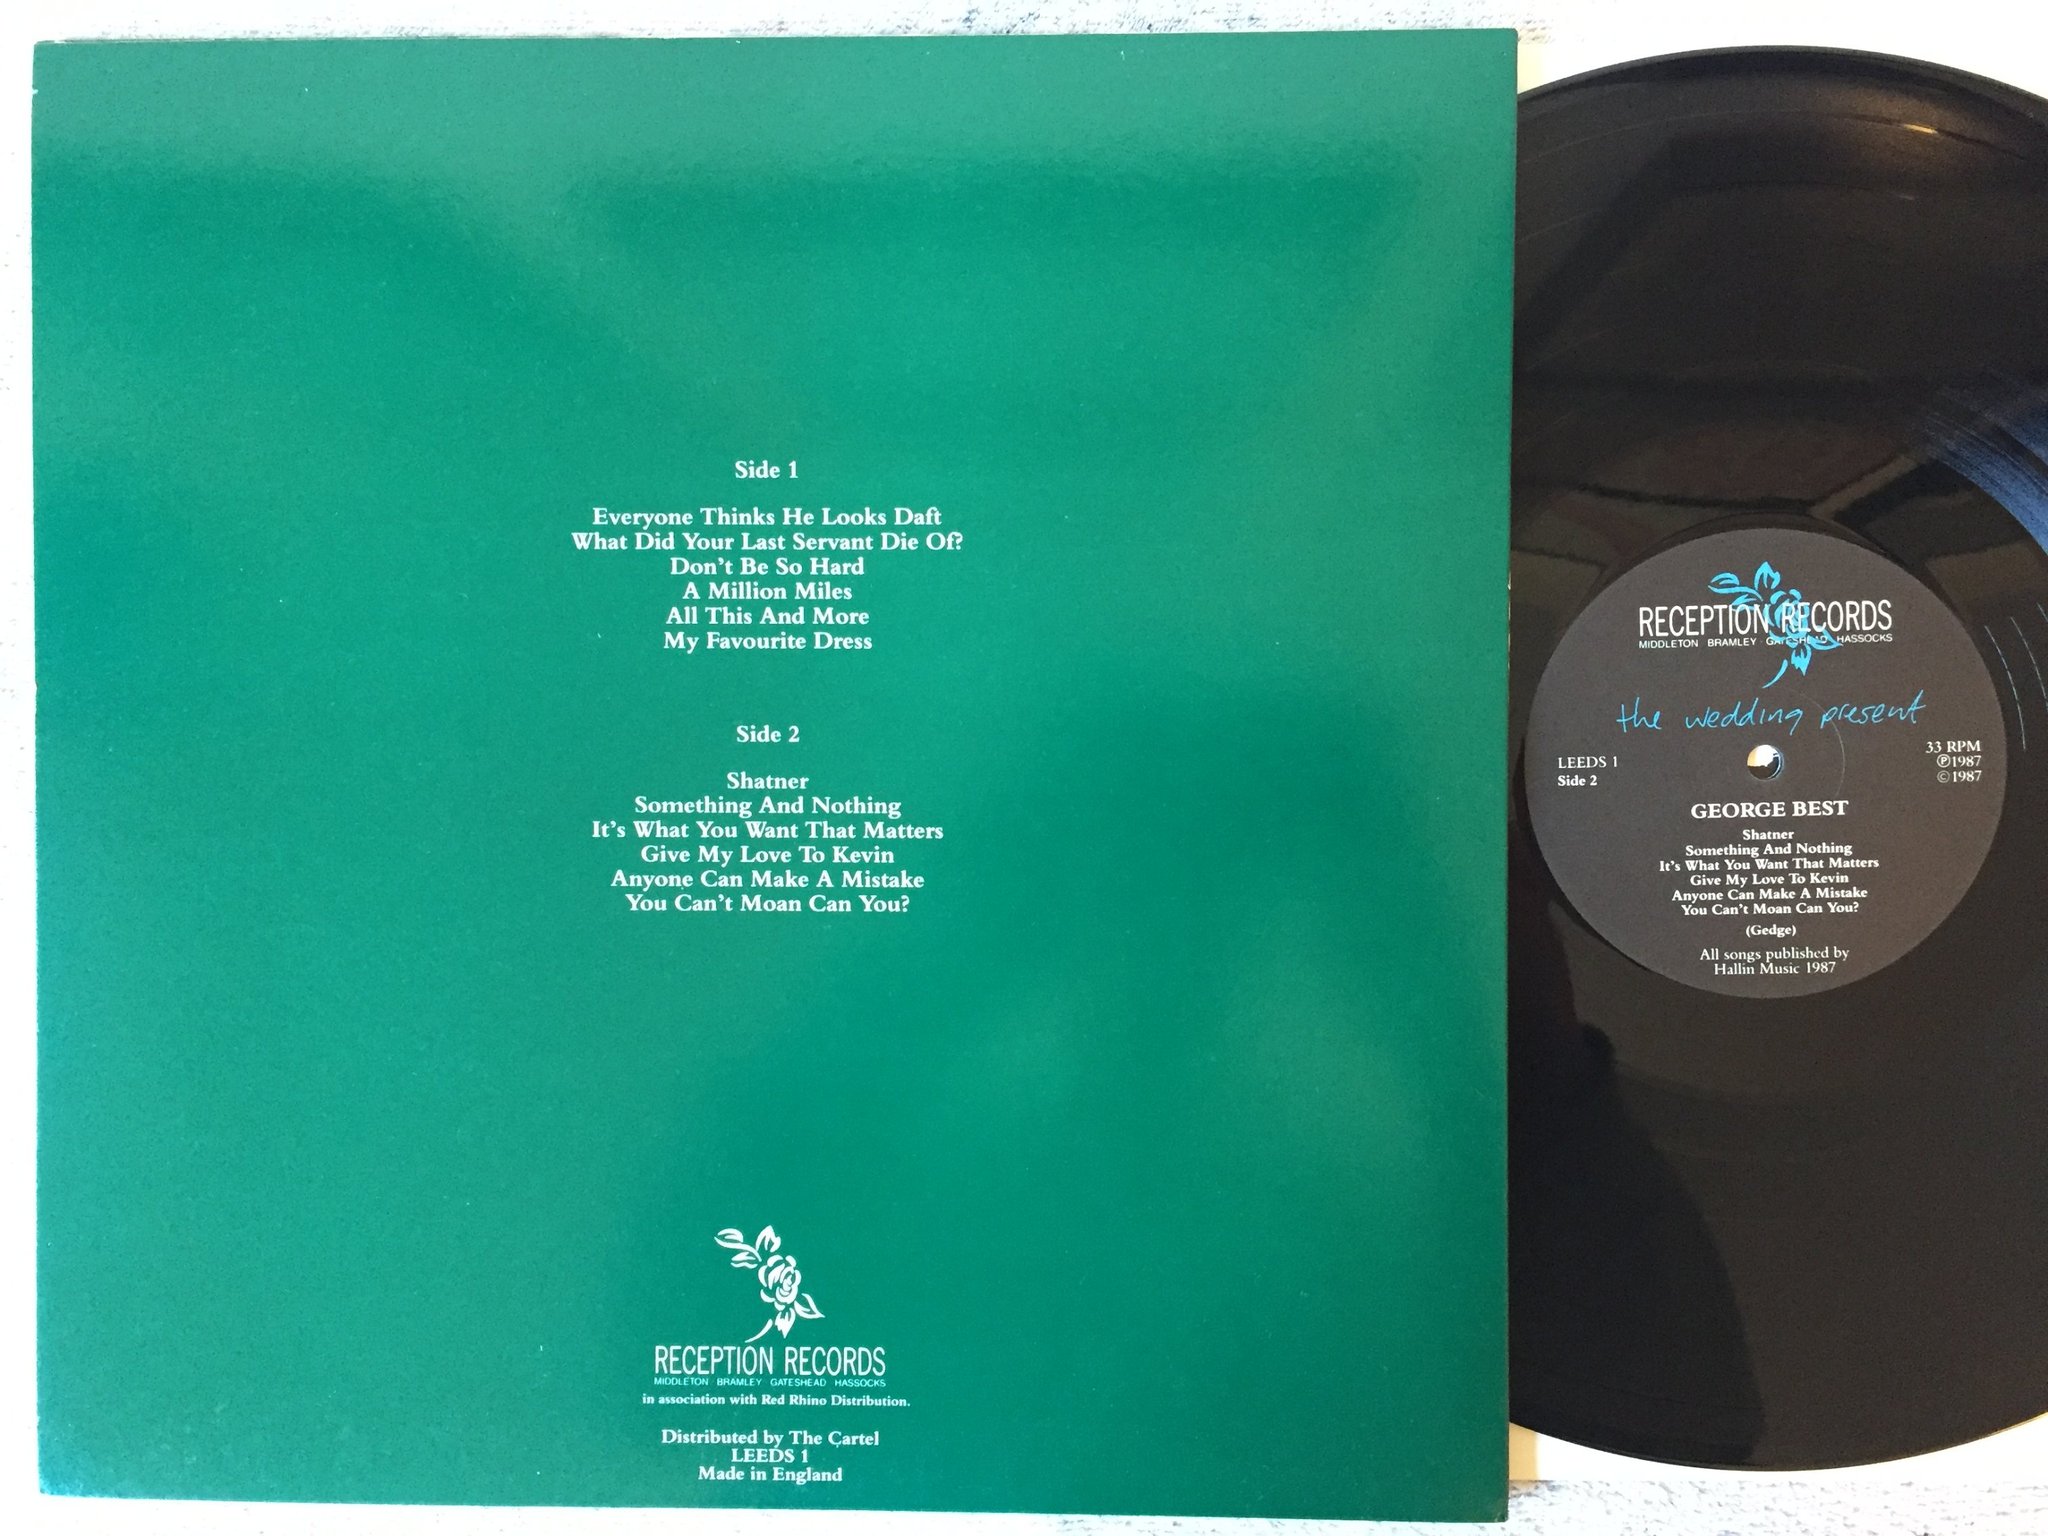 Side 1
Everyone Thinks He Looks Daft
What Did Your Last Servant Die Of?
Don't Be So Hard
A Million Miles
All This And More
My Favourite Dress
Side 2
Shatner
Something And Nothing
It's What You Want That Matters
Give My Love To Kevin
Anyone Can Make A Mistake
You Can't Moan Can You?
RECEPTION RECORDS
MIDDLETON BRAMLEY GATESHEAD HASSOCKS
in association with Red Rhino Distribution.
Distributed by The Cartel
LEEDS 1
Made in England
RECEPTION RECORDS
MIDDLETON BRAMLEY GATESHEAD HASSOCKS
the wedding present
LEEDS 1
Side 2
33 RPM
℗1987
©1987
GEORGE BEST
Shatner
Something And Nothing
It's What You Want That Matters
Give My Love To Kevin
Anyone Can Make A Mistake
You Can't Moan Can You?
(Gedge)
All songs published by
Hallin Music 1987